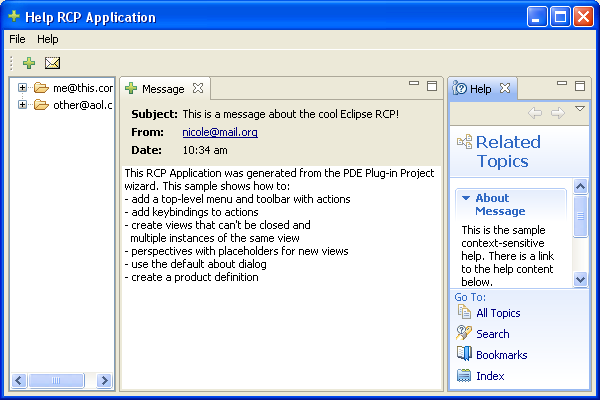 Help RCP Application
File Help
me@this.com
other@aol.c
Message
Subject: This is a message about the cool Eclipse RCP!
From: nicole@mail.org
Date: 10:34 am
This RCP Application was generated from the PDE Plug-in Project
wizard. This sample shows how to:
- add a top-level menu and toolbar with actions
- add keybindings to actions
- create views that can't be closed and
multiple instances of the same view
- perspectives with placeholders for new views
- use the default about dialog
- create a product definition
Help
Related
Topics
About
Message
This is the sample
context-sensitive
help. There is a link
to the help content
below.
Go To:
All Topics
Search
Bookmarks
Index